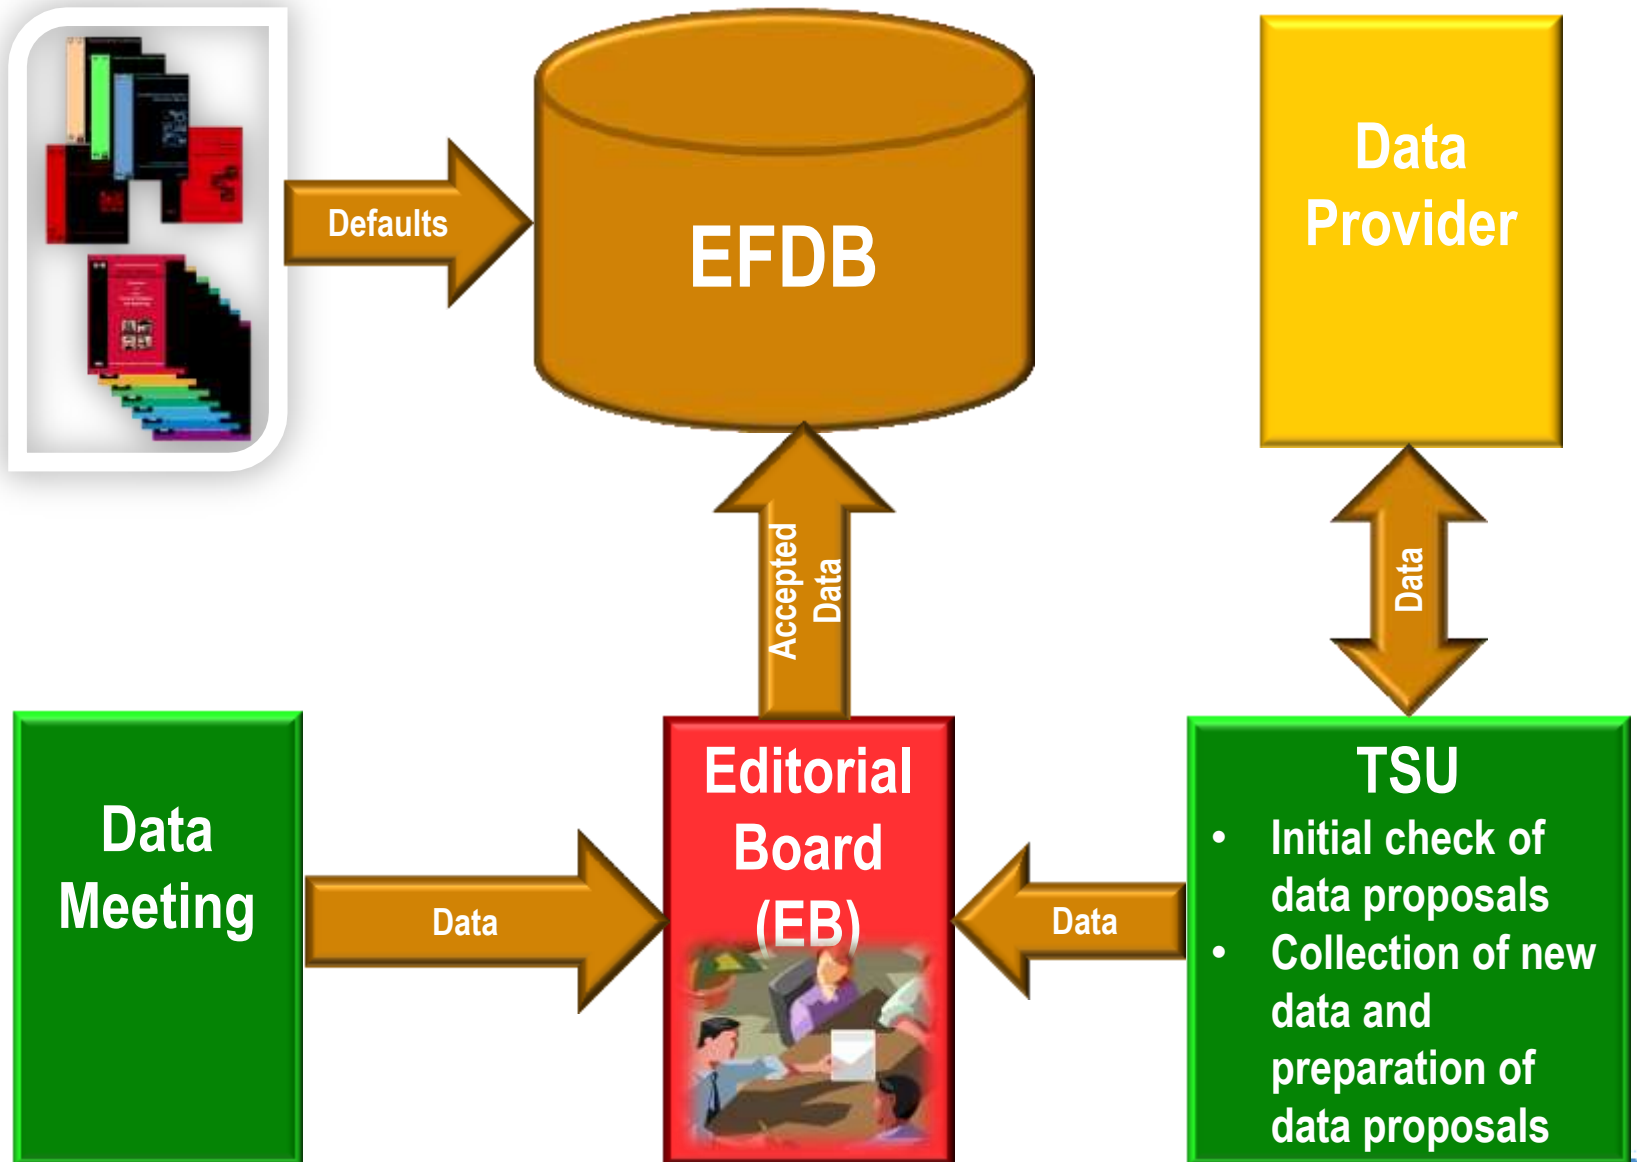 Defaults
EFDB
Data
Provider
Accepted
Data
Data
Data
Meeting
Data
Editorial
Board
(EB)
Data
TSU
• Initial check of
data proposals
• Collection of new
data and
preparation of
data proposals